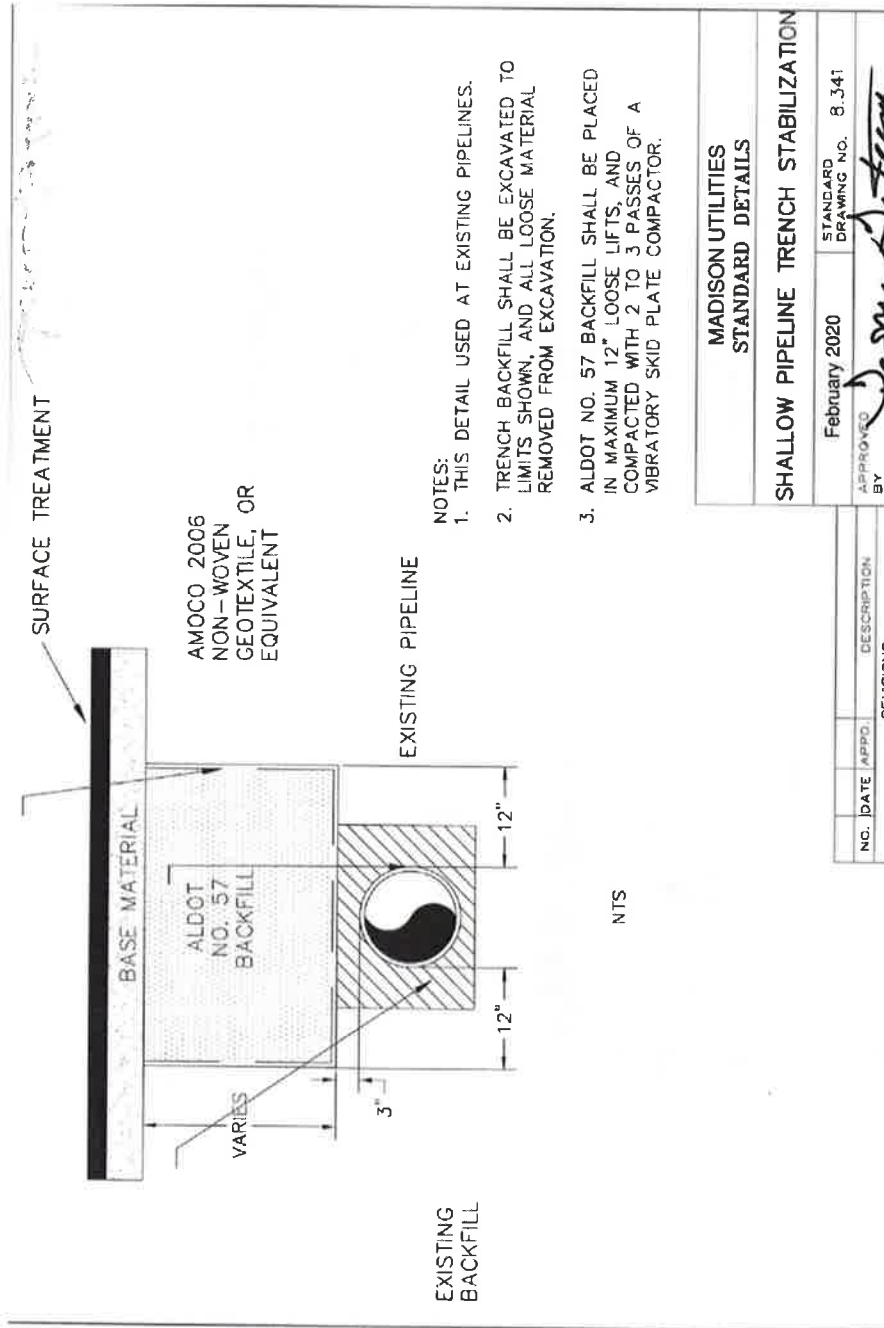 SURFACE TREATMENT
BASE MATERIAL
ALDOT
NO. 57
BACKFILL
AMOCO 2006
NON-WOVEN
GEOTEXTILE, OR
EQUIVALENT
VARIES
3"
EXISTING
BACKFILL
EXISTING PIPELINE
12"
12"
NTS
NOTES:
1. THIS DETAIL USED AT EXISTING PIPELINES.
2. TRENCH BACKFILL SHALL BE EXCAVATED TO
LIMITS SHOWN, AND ALL LOOSE MATERIAL
REMOVED FROM EXCAVATION.
3. ALDOT NO. 57 BACKFILL SHALL BE PLACED
IN MAXIMUM 12" LOOSE LIFTS, AND
COMPACTED WITH 2 TO 3 PASSES OF A
VIBRATORY SKID PLATE COMPACTOR.
MADISON UTILITIES
STANDARD DETAILS
SHALLOW PIPELINE TRENCH STABILIZATION
February 2020
STANDARD
DRAWING NO. 8.341
APPROVED
BY
NO. DATE APPD. DESCRIPTION
REVISIONS